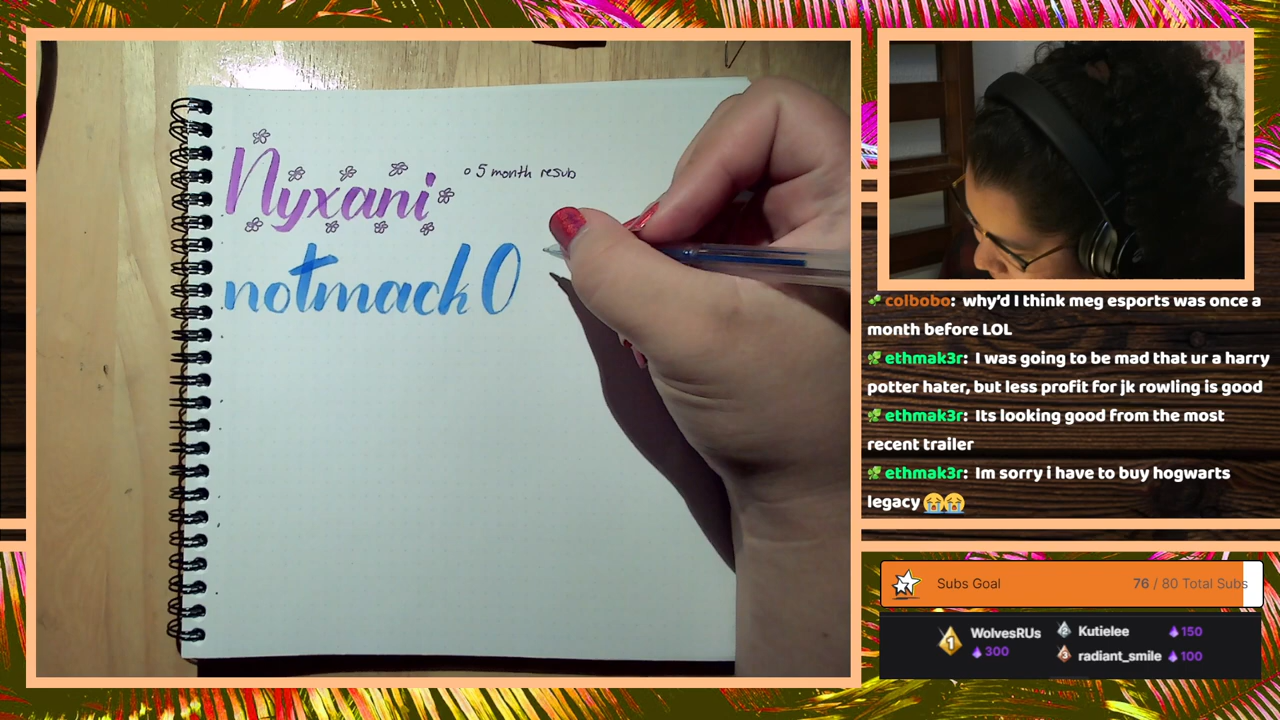 Nyxani
5 month resub
notmack0
colbobo: why'd I think meg esports was once a
month before LOL
ethmak3r: I was going to be mad that ur a harry
potter hater, but less profit for jk rowling is good
ethmak3r: Its looking good from the most
recent trailer
ethmak3r: Im sorry i have to buy hogwarts
legacy 😭😭
Subs Goal 76 / 80 Total Subs
1 WolvesRUs 300
2 Kutielee 150
3 radiant_smile 100